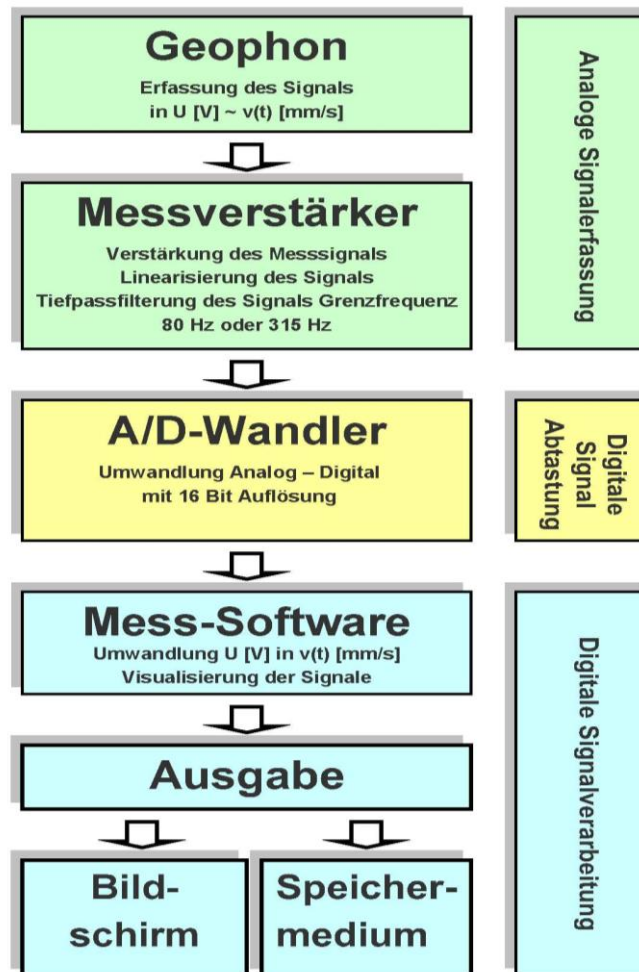 Geophon
Erfassung des Signals
in U [V] ~ v(t) [mm/s]
Messverstärker
Verstärkung des Messsignals
Linearisierung des Signals
Tiefpassfilterung des Signals Grenzfrequenz
80 Hz oder 315 Hz
Analoge Signalerfassung
A/D-Wandler
Umwandlung Analog – Digital
mit 16 Bit Auflösung
Digitale
Signal
Abtastung
Mess-Software
Umwandlung U [V] in v(t) [mm/s]
Visualisierung der Signale
Ausgabe
Bild-
schirm
Speicher-
medium
Digitale Signalverarbeitung